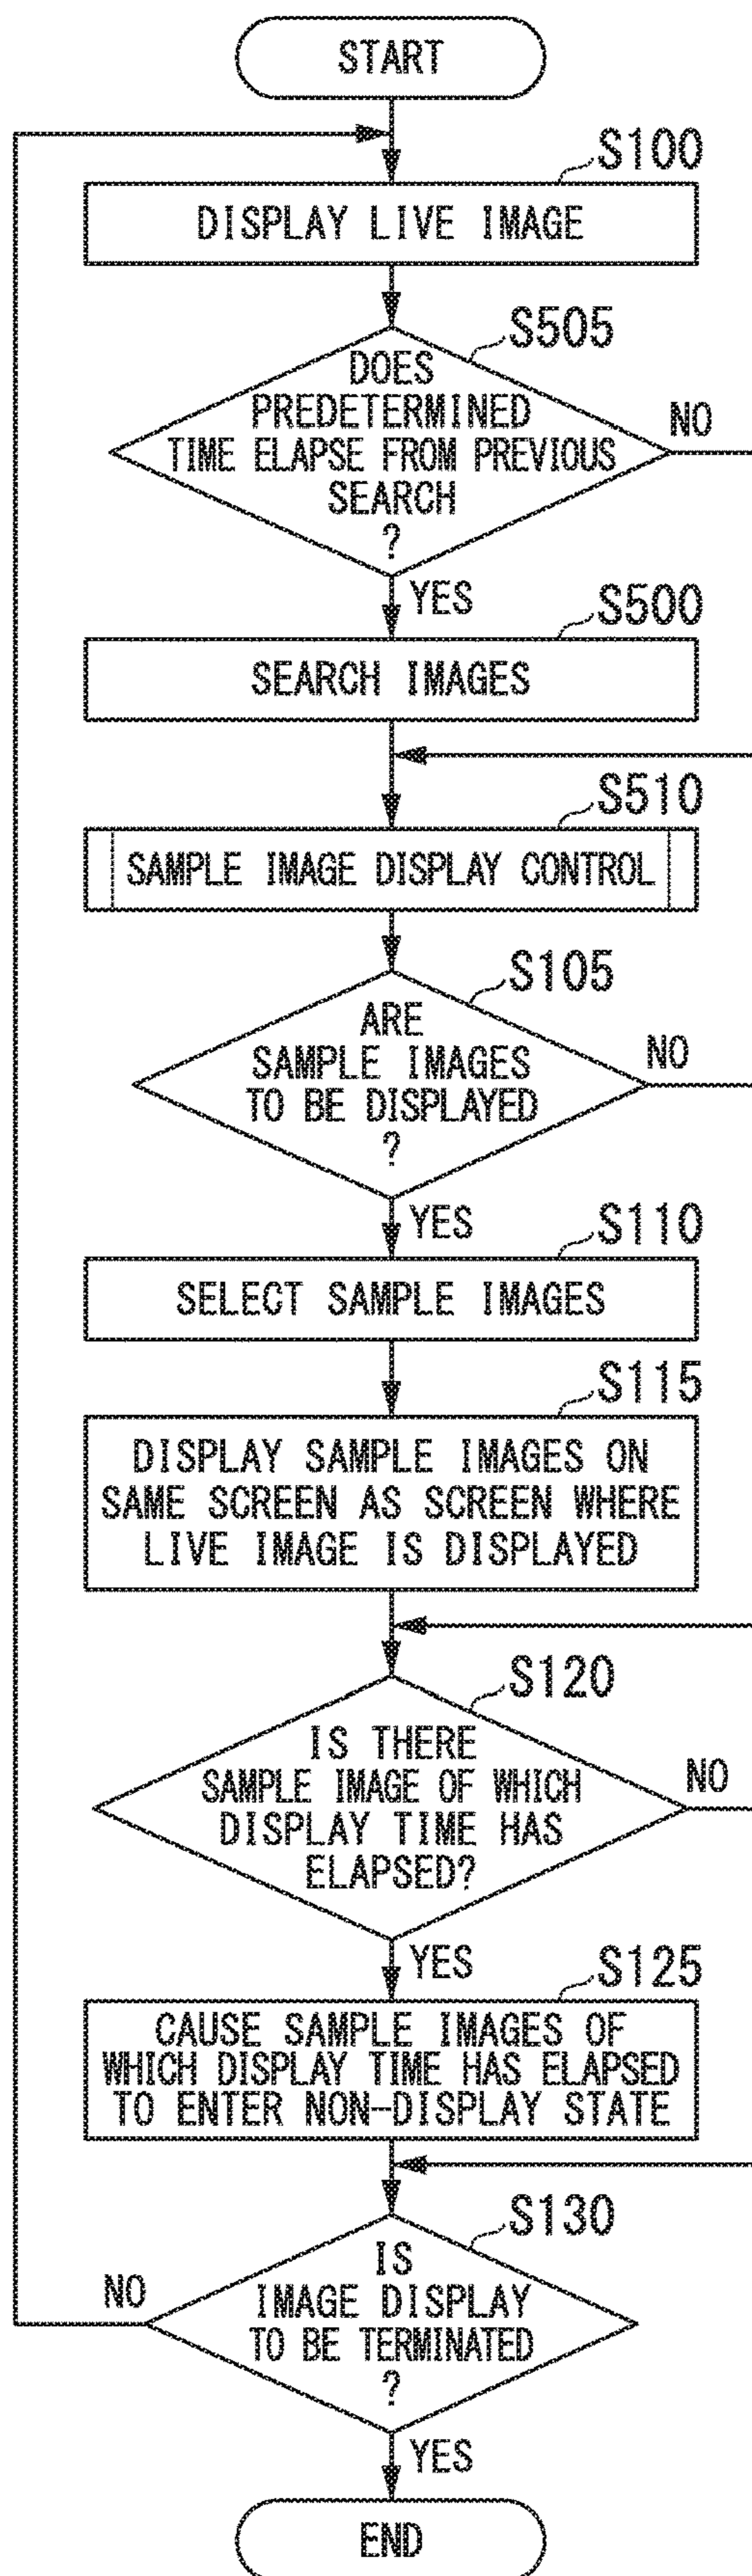 START
S100
DISPLAY LIVE IMAGE
S505
DOES
PREDETERMINED
TIME ELAPSE FROM PREVIOUS
SEARCH
?
NO
YES
S500
SEARCH IMAGES
S510
SAMPLE IMAGE DISPLAY CONTROL
S105
ARE
SAMPLE IMAGES
TO BE DISPLAYED
?
NO
YES
S110
SELECT SAMPLE IMAGES
S115
DISPLAY SAMPLE IMAGES ON
SAME SCREEN AS SCREEN WHERE
LIVE IMAGE IS DISPLAYED
S120
IS THERE
SAMPLE IMAGE OF WHICH
DISPLAY TIME HAS
ELAPSED?
NO
YES
S125
CAUSE SAMPLE IMAGES OF
WHICH DISPLAY TIME HAS ELAPSED
TO ENTER NON-DISPLAY STATE
S130
IS
IMAGE DISPLAY
TO BE TERMINATED
?
NO
YES
END